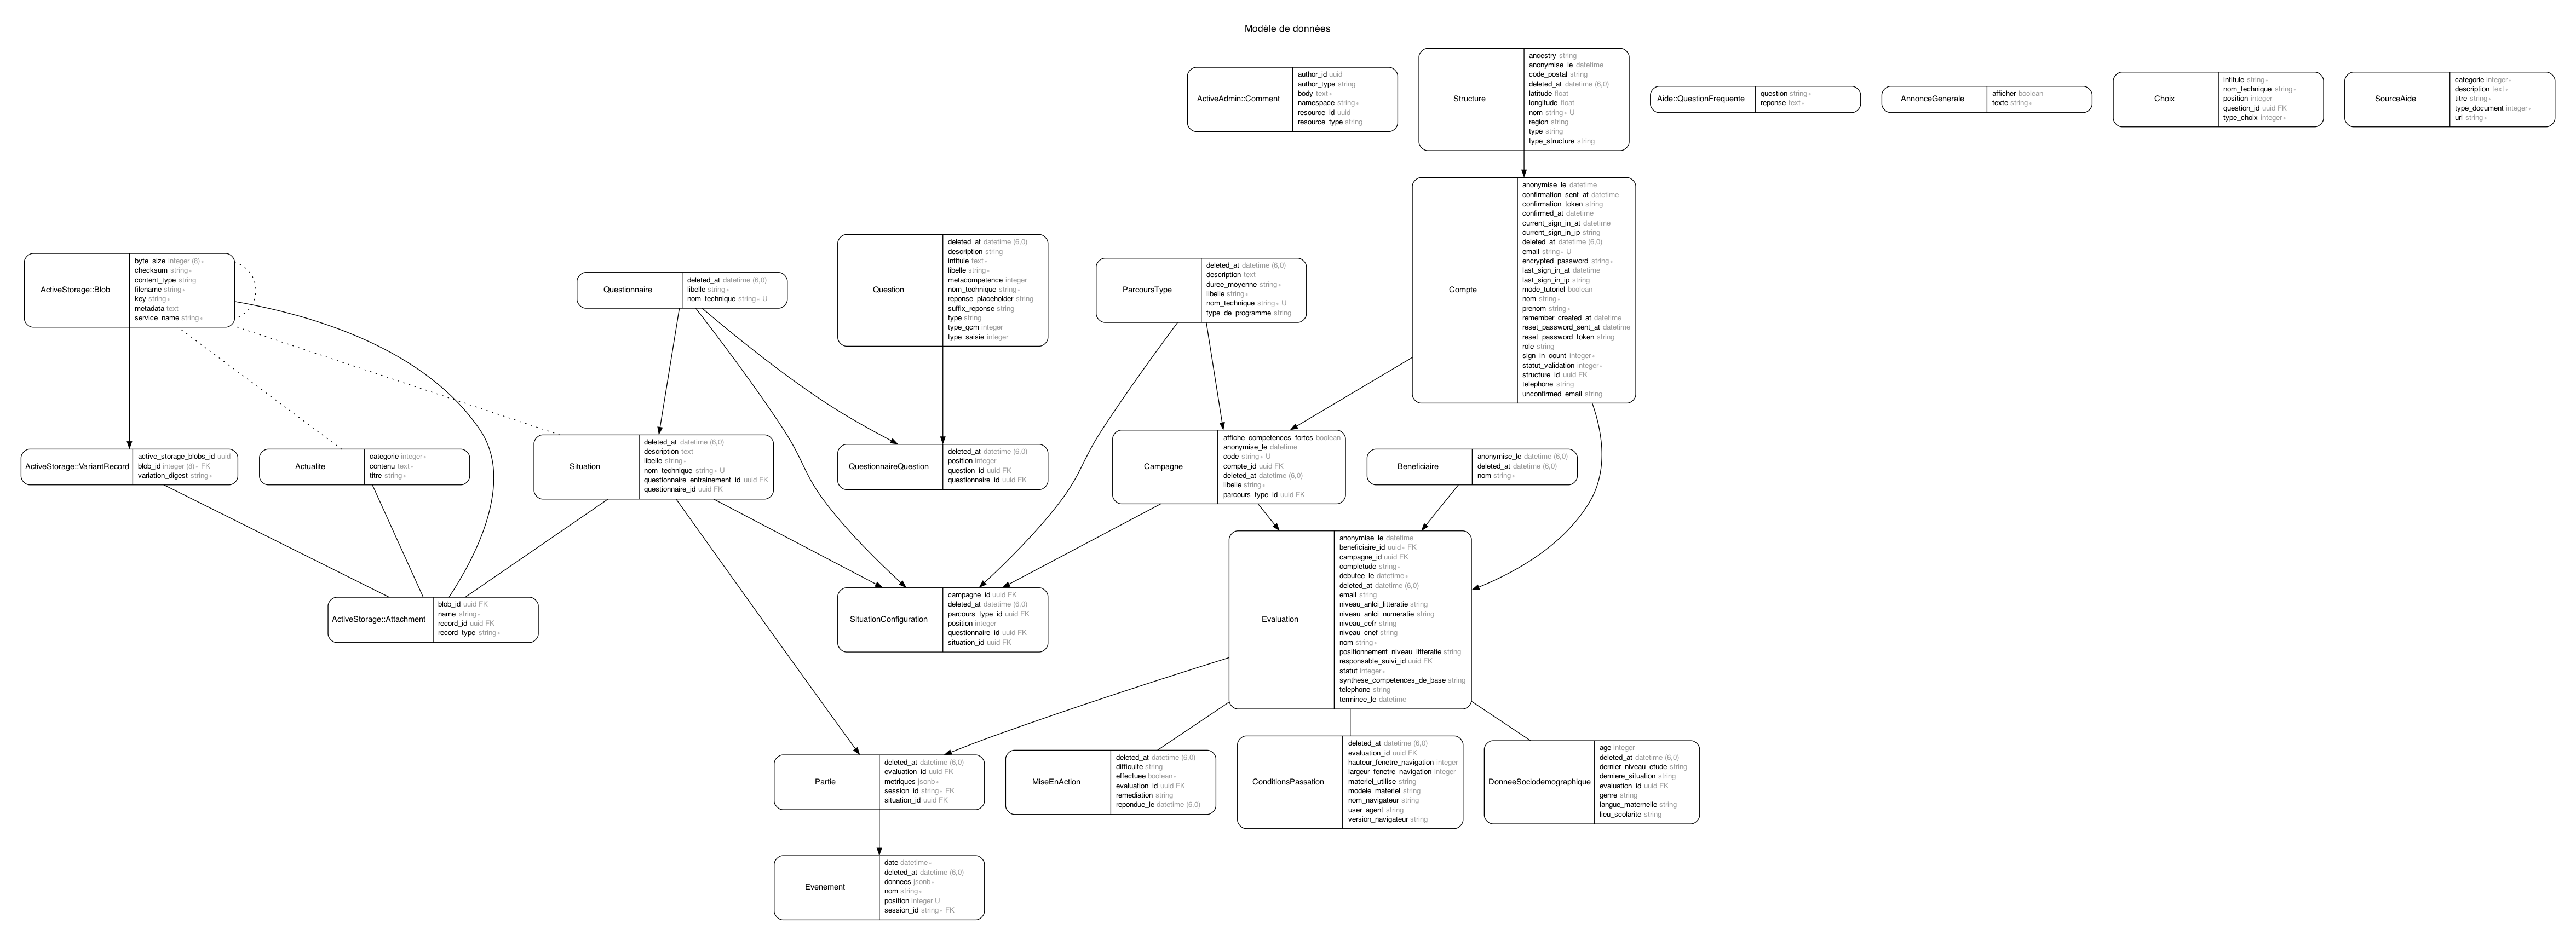 Modèle de données
ActiveAdmin::Comment
author_id uuid
author_type string
body text ∗
namespace string ∗
resource_id uuid
resource_type string
Structure
ancestry string
anonymise_le datetime
code_postal string
deleted_at datetime (6,0)
latitude float
longitude float
nom string ∗ U
region string
type string
type_structure string
Aide::QuestionFrequente
question string ∗
reponse text ∗
AnnonceGenerale
afficher boolean
texte string ∗
Choix
intitule string ∗
nom_technique string ∗
position integer
question_id uuid FK
type_choix integer ∗
SourceAide
categorie integer ∗
description text ∗
titre string ∗
type_document integer ∗
url string ∗
Compte
anonymise_le datetime
confirmation_sent_at datetime
confirmation_token string
confirmed_at datetime
current_sign_in_at datetime
current_sign_in_ip string
deleted_at datetime (6,0)
email string ∗ U
encrypted_password string ∗
last_sign_in_at datetime
last_sign_in_ip string
mode_tutoriel boolean
nom string ∗
prenom string ∗
remember_created_at datetime
reset_password_sent_at datetime
reset_password_token string
role string
sign_in_count integer ∗
statut_validation integer ∗
structure_id uuid FK
telephone string
unconfirmed_email string
ActiveStorage::Blob
byte_size integer (8) ∗
checksum string ∗
content_type string
filename string ∗
key string ∗
metadata text
service_name string ∗
Questionnaire
deleted_at datetime (6,0)
libelle string ∗
nom_technique string ∗ U
Question
deleted_at datetime (6,0)
description string
intitule text ∗
libelle string ∗
metacompetence integer
nom_technique string ∗
reponse_placeholder string
suffix_reponse string
type string
type_qcm integer
type_saisie integer
ParcoursType
deleted_at datetime (6,0)
description text
duree_moyenne string ∗
libelle string ∗
nom_technique string ∗ U
type_de_programme string
ActiveStorage::VariantRecord
active_storage_blobs_id uuid
blob_id integer (8) ∗ FK
variation_digest string ∗
Actualite
categorie integer ∗
contenu text ∗
titre string ∗
Situation
deleted_at datetime (6,0)
description text
libelle string ∗
nom_technique string ∗ U
questionnaire_entrainement_id uuid FK
questionnaire_id uuid FK
QuestionnaireQuestion
deleted_at datetime (6,0)
position integer
question_id uuid FK
questionnaire_id uuid FK
Campagne
affiche_competences_fortes boolean
anonymise_le datetime
code string ∗ U
compte_id uuid FK
deleted_at datetime (6,0)
libelle string ∗
parcours_type_id uuid FK
Beneficiaire
anonymise_le datetime (6,0)
deleted_at datetime (6,0)
nom string ∗
ActiveStorage::Attachment
blob_id uuid FK
name string ∗
record_id uuid FK
record_type string ∗
SituationConfiguration
campagne_id uuid FK
deleted_at datetime (6,0)
parcours_type_id uuid FK
position integer
questionnaire_id uuid FK
situation_id uuid FK
Evaluation
anonymise_le datetime
beneficiaire_id uuid ∗ FK
campagne_id uuid FK
completude string ∗
debutee_le datetime ∗
deleted_at datetime (6,0)
email string
niveau_anlci_litteratie string
niveau_anlci_numeratie string
niveau_cefr string
niveau_cnef string
nom string ∗
positionnement_niveau_litteratie string
responsable_suivi_id uuid FK
statut integer ∗
synthese_competences_de_base string
telephone string
terminee_le datetime
Partie
deleted_at datetime (6,0)
evaluation_id uuid FK
metriques jsonb ∗
session_id string ∗ FK
situation_id uuid FK
MiseEnAction
deleted_at datetime (6,0)
difficulte string
effectuee boolean ∗
evaluation_id uuid FK
remediation string
repondue_le datetime (6,0)
ConditionsPassation
deleted_at datetime (6,0)
evaluation_id uuid FK
hauteur_fenetre_navigation integer
largeur_fenetre_navigation integer
materiel_utilise string
modele_materiel string
nom_navigateur string
user_agent string
version_navigateur string
DonneeSociodemographique
age integer
deleted_at datetime (6,0)
dernier_niveau_etude string
derniere_situation string
evaluation_id uuid FK
genre string
langue_maternelle string
lieu_scolarite string
Evenement
date datetime ∗
deleted_at datetime (6,0)
donnees jsonb ∗
nom string ∗
position integer U
session_id string ∗ FK